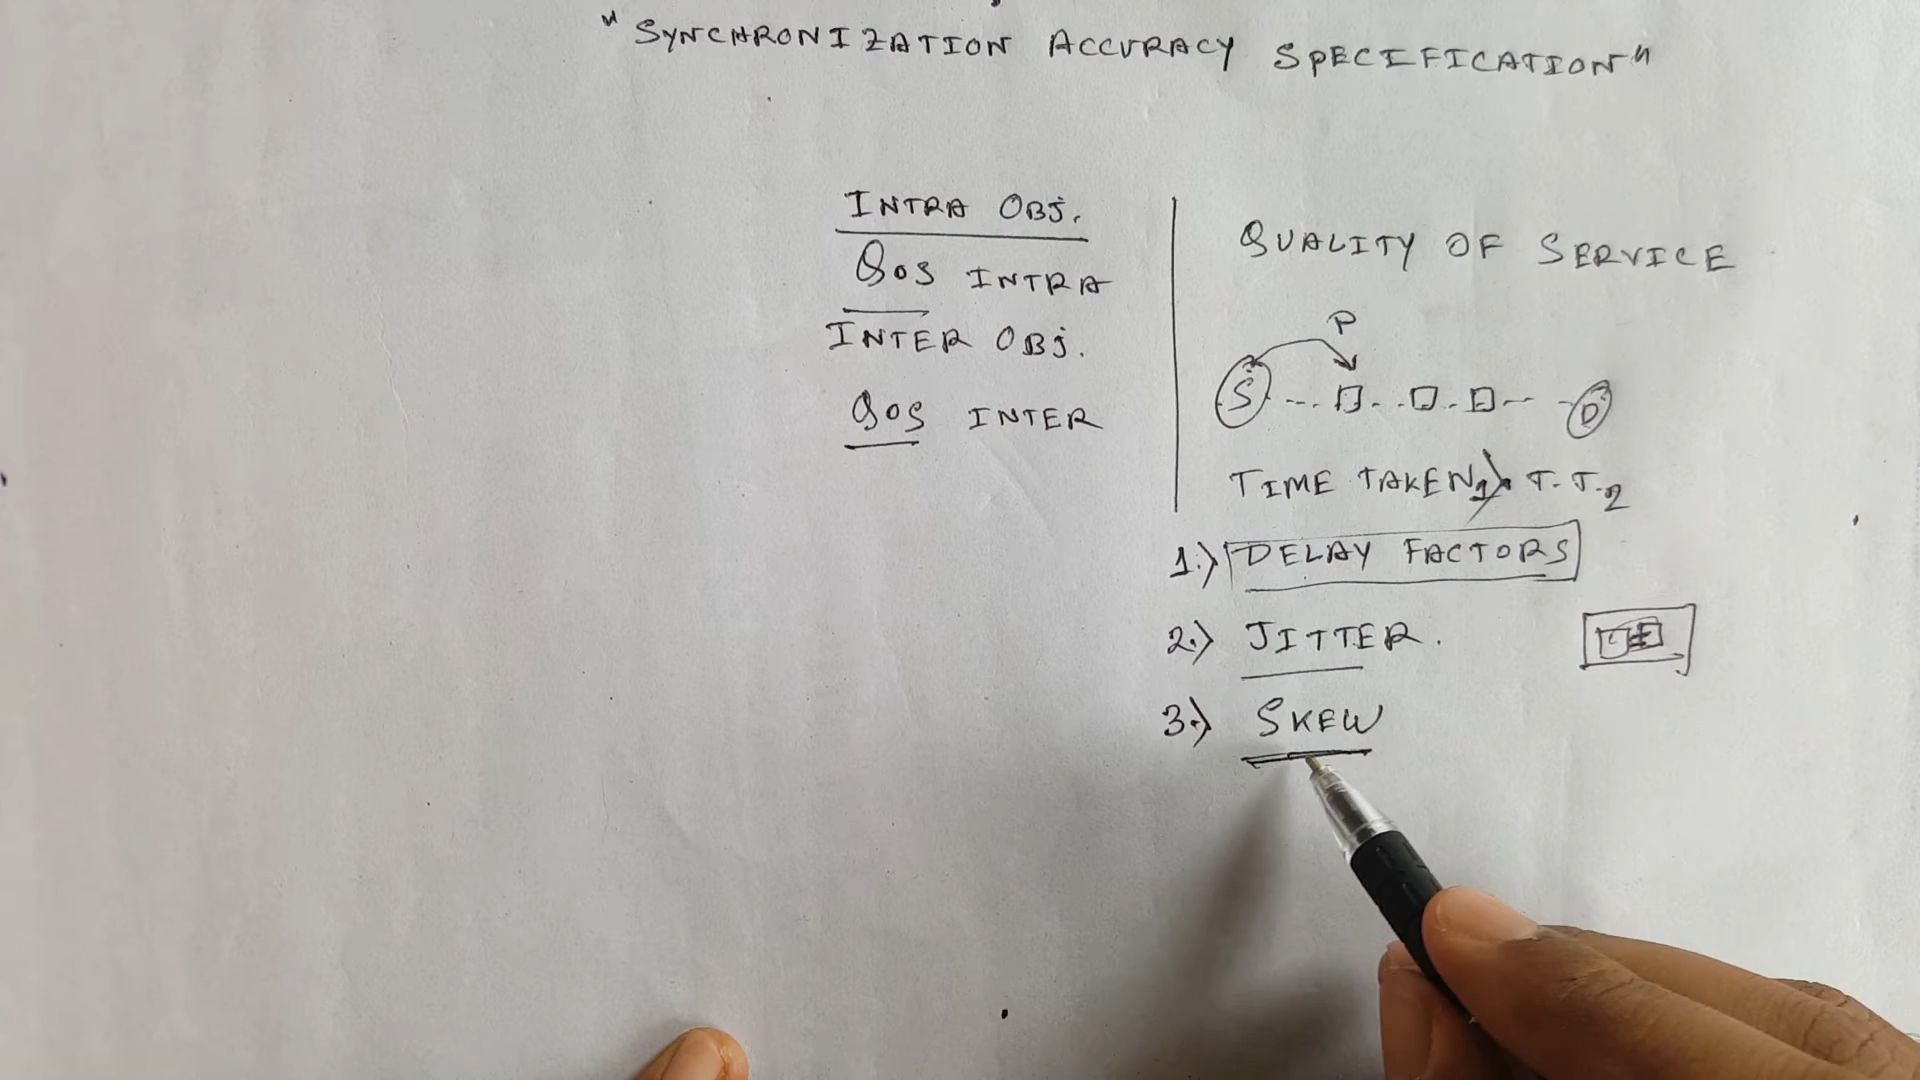 "SYNCHRONIZATION ACCURACY SPECIFICATION"
INTRA OBJ.
QOS INTRA
INTER OBJ.
QOS INTER
QUALITY OF SERVICE
P
S D
TIME TAKEN1 T.T.2
1.) DELAY FACTORS
2.) JITTER.
3.) SKEW